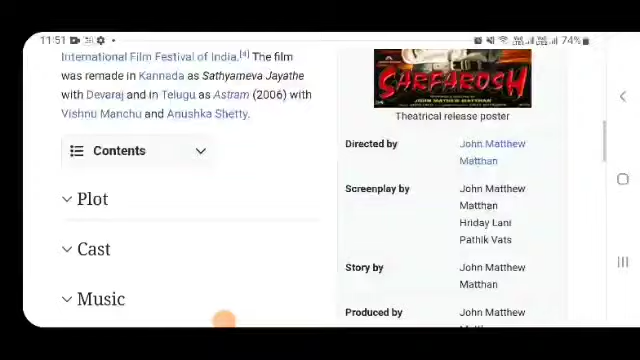 11:51
74%
International Film Festival of India.[4] The film
was remade in Kannada as Sathyameva Jayathe
with Devaraj and in Telugu as Astram (2006) with
Vishnu Manchu and Anushka Shetty.
Contents
Plot
Cast
Music
SARFAROSH
JOHN MATHEW MATTHAN
Theatrical release poster
Directed by
John Matthew
Matthan
Screenplay by
John Matthew
Matthan
Hriday Lani
Pathik Vats
Story by
John Matthew
Matthan
Produced by
John Matthew